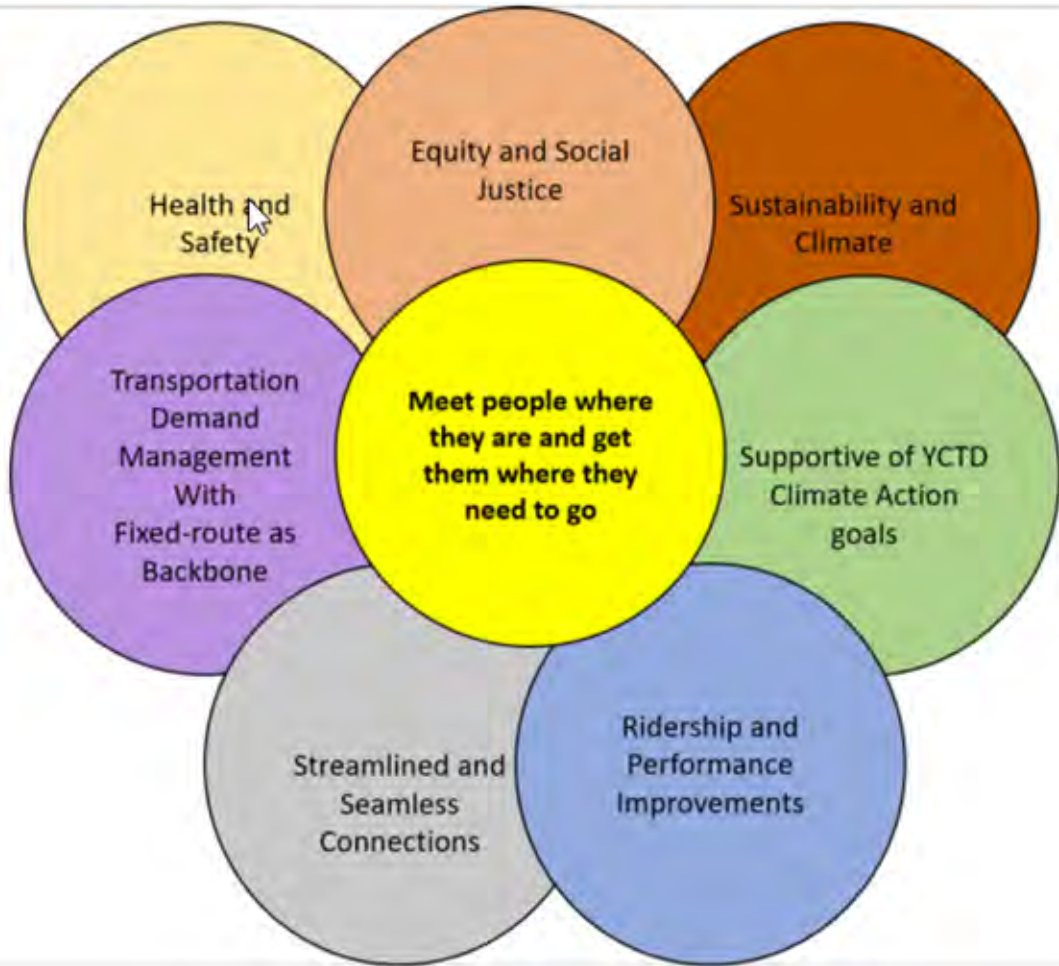 Health and
Safety
Equity and Social
Justice
Sustainability and
Climate
Transportation
Demand
Management
With
Fixed-route as
Backbone
Meet people where
they are and get
them where they
need to go
Supportive of YCTD
Climate Action
goals
Streamlined and
Seamless
Connections
Ridership and
Performance
Improvements